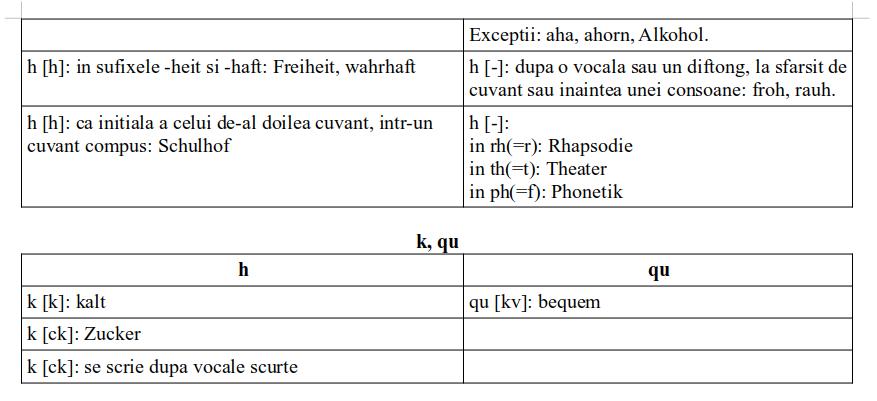 Exceptii: aha, ahorn, Alkohol.
h [h]: in sufixele -heit si -haft: Freiheit, wahrhaft
h [-]: dupa o vocala sau un diftong, la sfarsit de
cuvant sau inaintea unei consoane: froh, rauh.
h [h]: ca initiala a celui de-al doilea cuvant, intr-un
cuvant compus: Schulhof
h [-]:
in rh(=r): Rhapsodie
in th(=t): Theater
in ph(=f): Phonetik
k, qu
h
qu
k [k]: kalt
qu [kv]: bequem
k [ck]: Zucker
k [ck]: se scrie dupa vocale scurte